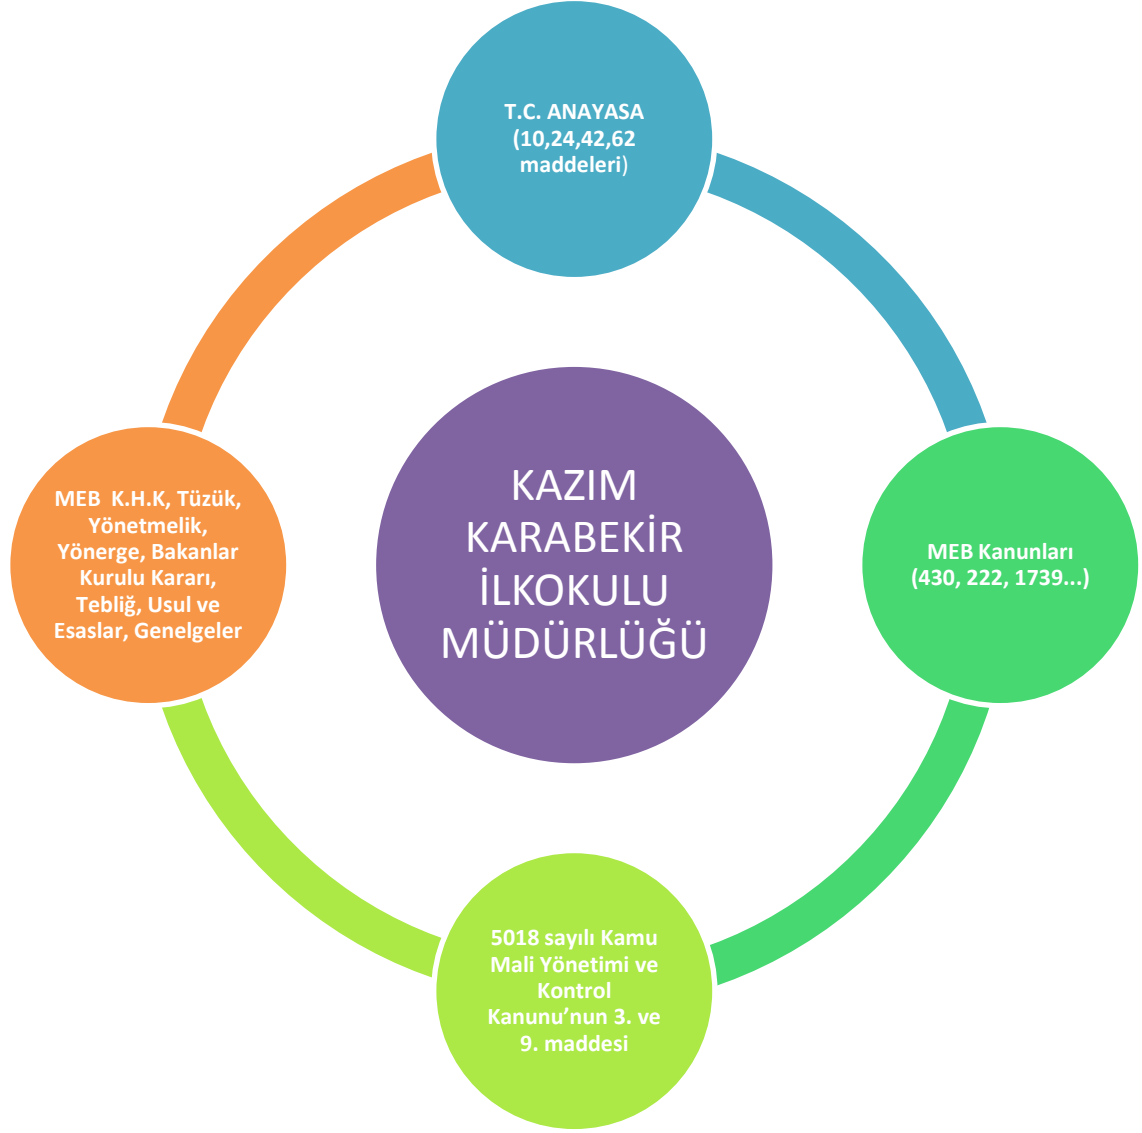 T.C. ANAYASA
(10,24,42,62
maddeleri)
KAZIM
KARABEKİR
İLKOKULU
MÜDÜRLÜĞÜ
MEB K.H.K, Tüzük,
Yönetmelik,
Yönerge, Bakanlar
Kurulu Kararı,
Tebliğ, Usul ve
Esaslar, Genelgeler
MEB Kanunları
(430, 222, 1739...)
5018 sayılı Kamu
Mali Yönetimi ve
Kontrol
Kanunu’nun 3. ve
9. maddesi